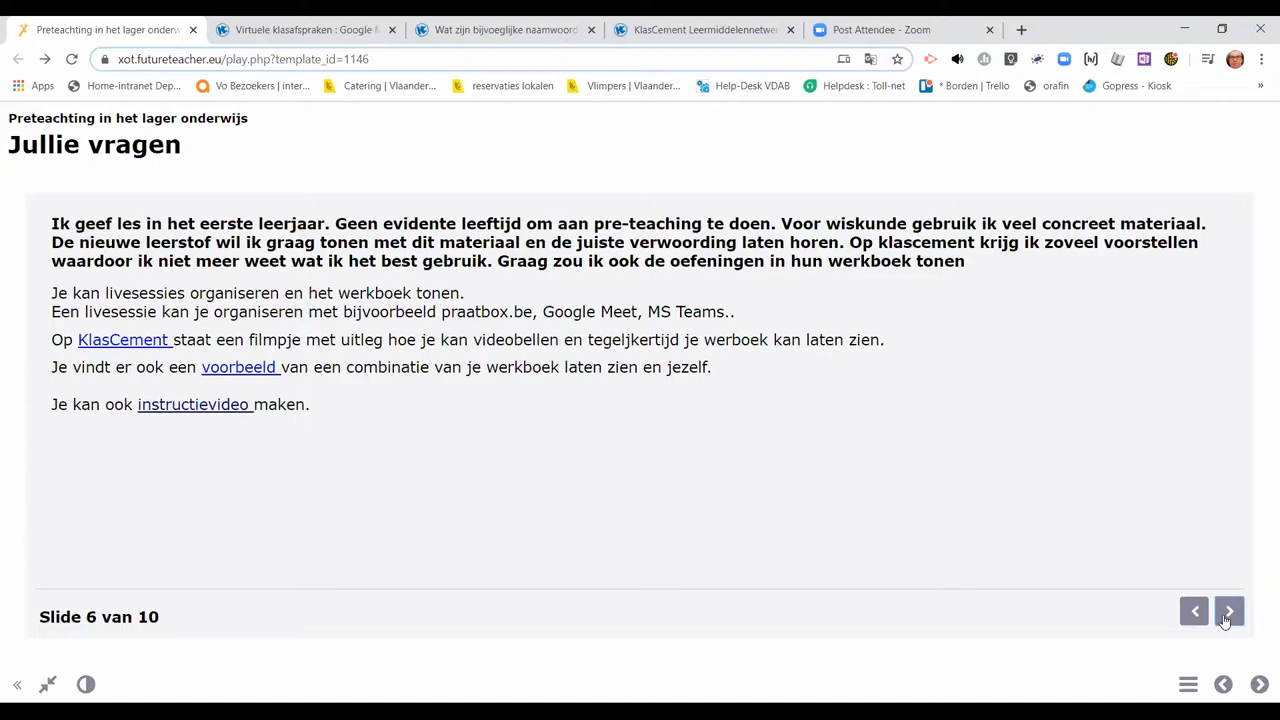 Preteaching in het lager onderw
Virtuele klasafspraken : Google M
Wat zijn bijvoeglijke naamwoord
KlasCement Leermiddelennetwer
Post Attendee - Zoom
xot.futureteacher.eu/play.php?template_id=1146
Apps
Home-intranet Dep...
Vo Bezoekers | inter...
Catering | Vlaander...
reservaties lokalen
Vlimpers | Vlaander...
Help-Desk VDAB
Helpdesk : Toll-net
* Borden | Trello
orafin
Gopress - Kiosk
»
Preteachting in het lager onderwijs
Jullie vragen
Ik geef les in het eerste leerjaar. Geen evidente leeftijd om aan pre-teaching te doen. Voor wiskunde gebruik ik veel concreet materiaal.
De nieuwe leerstof wil ik graag tonen met dit materiaal en de juiste verwoording laten horen. Op klascement krijg ik zoveel voorstellen
waardoor ik niet meer weet wat ik het best gebruik. Graag zou ik ook de oefeningen in hun werkboek tonen
Je kan livesessies organiseren en het werkboek tonen.
Een livesessie kan je organiseren met bijvoorbeeld praatbox.be, Google Meet, MS Teams..
Op KlasCement staat een filmpje met uitleg hoe je kan videobellen en tegeljkertijd je werboek kan laten zien.
Je vindt er ook een voorbeeld van een combinatie van je werkboek laten zien en jezelf.
Je kan ook instructievideo maken.
Slide 6 van 10